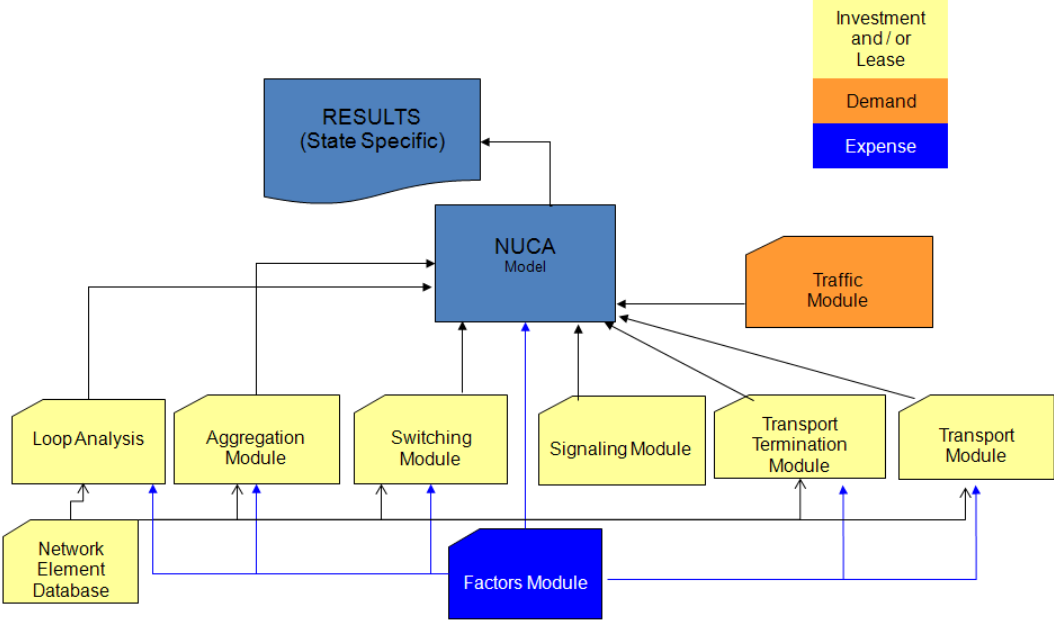 Investment
and / or
Lease
Demand
Expense
RESULTS
(State Specific)
NUCA
Model
Traffic
Module
Loop Analysis
Aggregation
Module
Switching
Module
Signaling Module
Transport
Termination
Module
Transport
Module
Network
Element
Database
Factors Module